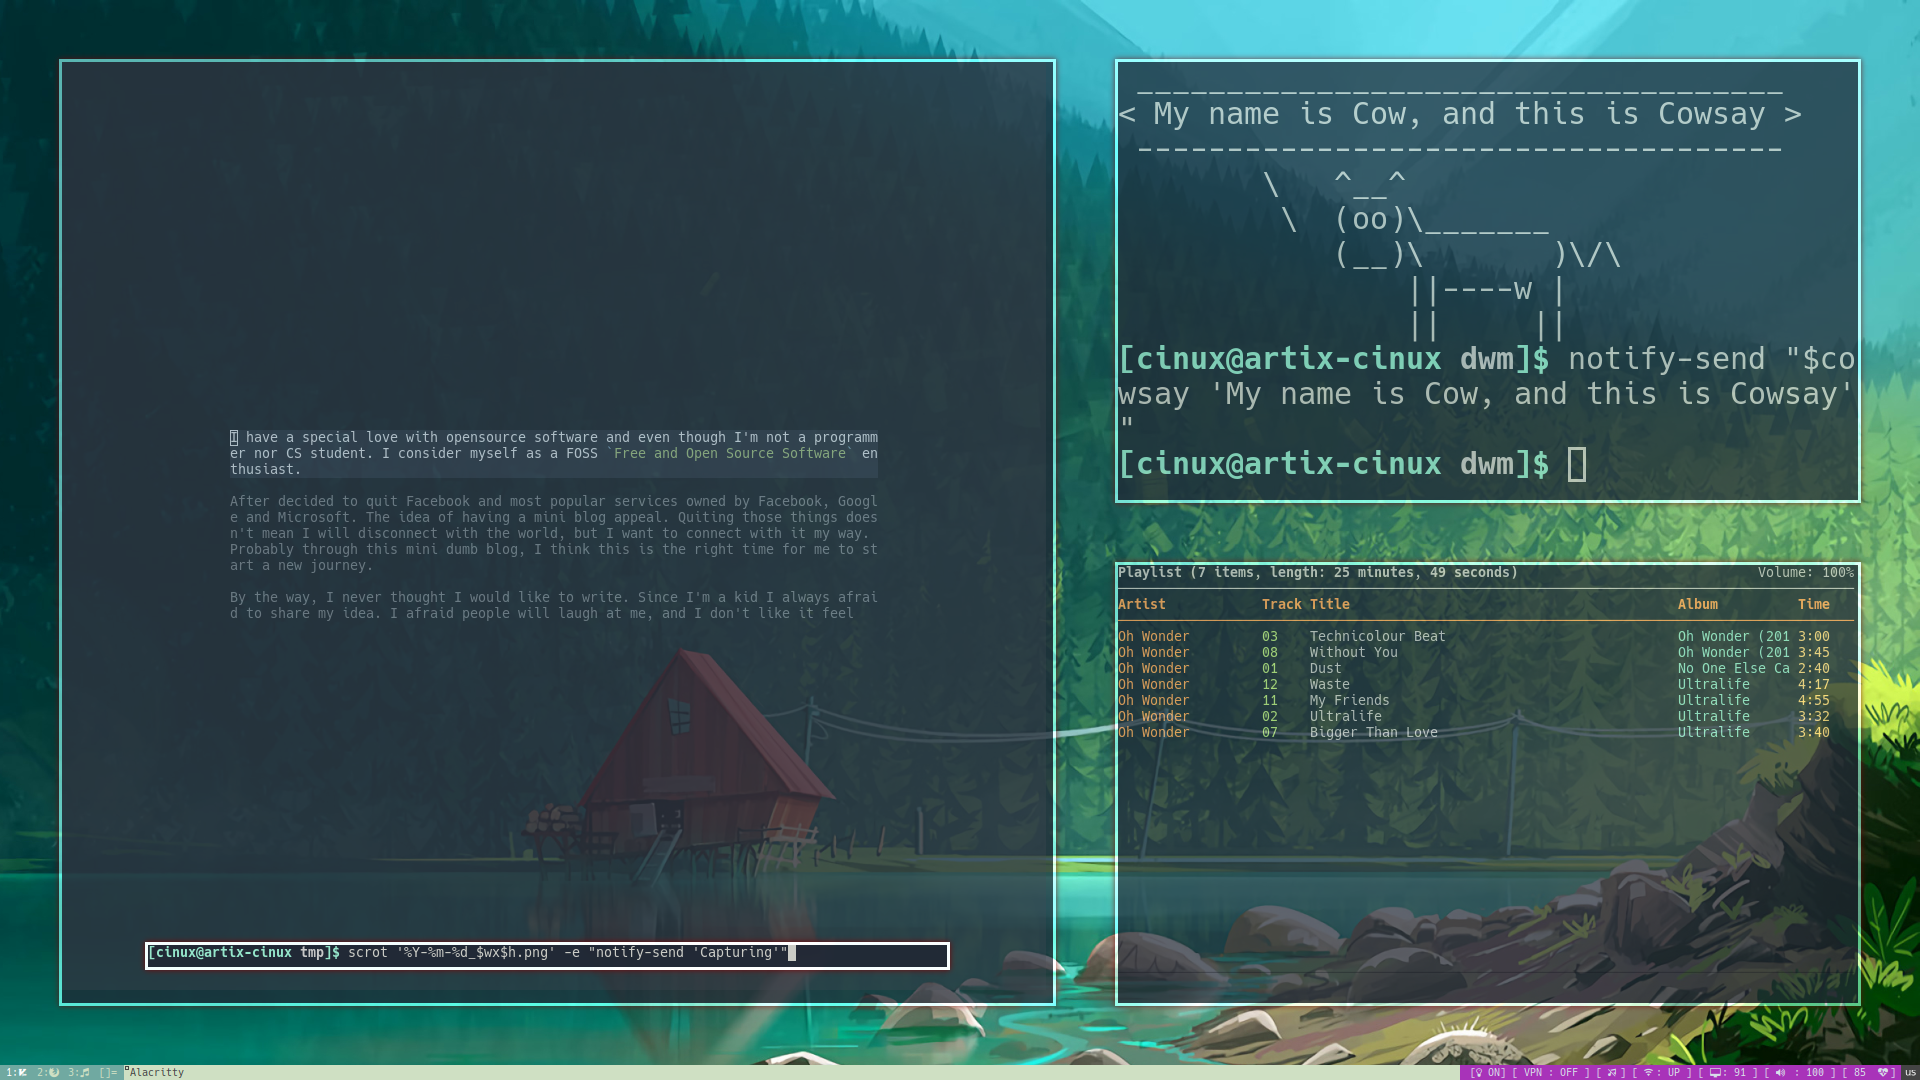 I have a special love with opensource software and even though I'm not a programm
er nor CS student. I consider myself as a FOSS `Free and Open Source Software` en
thusiast.
After decided to quit Facebook and most popular services owned by Facebook, Googl
e and Microsoft. The idea of having a mini blog appeal. Quiting those things does
n't mean I will disconnect with the world, but I want to connect with it my way.
Probably through this mini dumb blog, I think this is the right time for me to st
art a new journey.
By the way, I never thought I would like to write. Since I'm a kid I always afrai
d to share my idea. I afraid people will laugh at me, and I don't like it feel
[cinux@artix-cinux tmp]$ scrot '%Y-%m-%d_$wx$h.png' -e "notify-send 'Capturing'"
 ____________________________________
< My name is Cow, and this is Cowsay >
 ------------------------------------
        \   ^__^
         \  (oo)\_______
            (__)\       )\/\
                ||----w |
                ||     ||
[cinux@artix-cinux dwm]$ notify-send "$co
wsay 'My name is Cow, and this is Cowsay'
"
[cinux@artix-cinux dwm]$
Playlist (7 items, length: 25 minutes, 49 seconds) Volume: 100%
Artist Track Title Album Time
Oh Wonder 03 Technicolour Beat Oh Wonder (201 3:00
Oh Wonder 08 Without You Oh Wonder (201 3:45
Oh Wonder 01 Dust No One Else Ca 2:40
Oh Wonder 12 Waste Ultralife 4:17
Oh Wonder 11 My Friends Ultralife 4:55
Oh Wonder 02 Ultralife Ultralife 3:32
Oh Wonder 07 Bigger Than Love Ultralife 3:40
1: 2: 3: []= Alacritty [ ON] [ VPN : OFF ] [ ] [ : UP ] [ : 91 ] [ : 100 ] [ 85 ] us